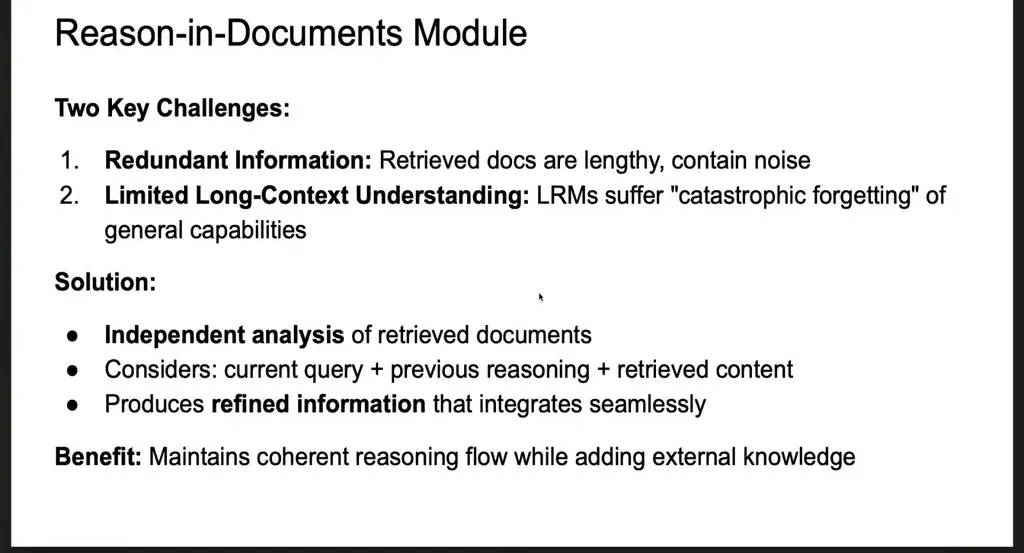 Reason-in-Documents Module
Two Key Challenges:
1. Redundant Information: Retrieved docs are lengthy, contain noise
2. Limited Long-Context Understanding: LRMs suffer "catastrophic forgetting" of
general capabilities
Solution:
● Independent analysis of retrieved documents
● Considers: current query + previous reasoning + retrieved content
● Produces refined information that integrates seamlessly
Benefit: Maintains coherent reasoning flow while adding external knowledge